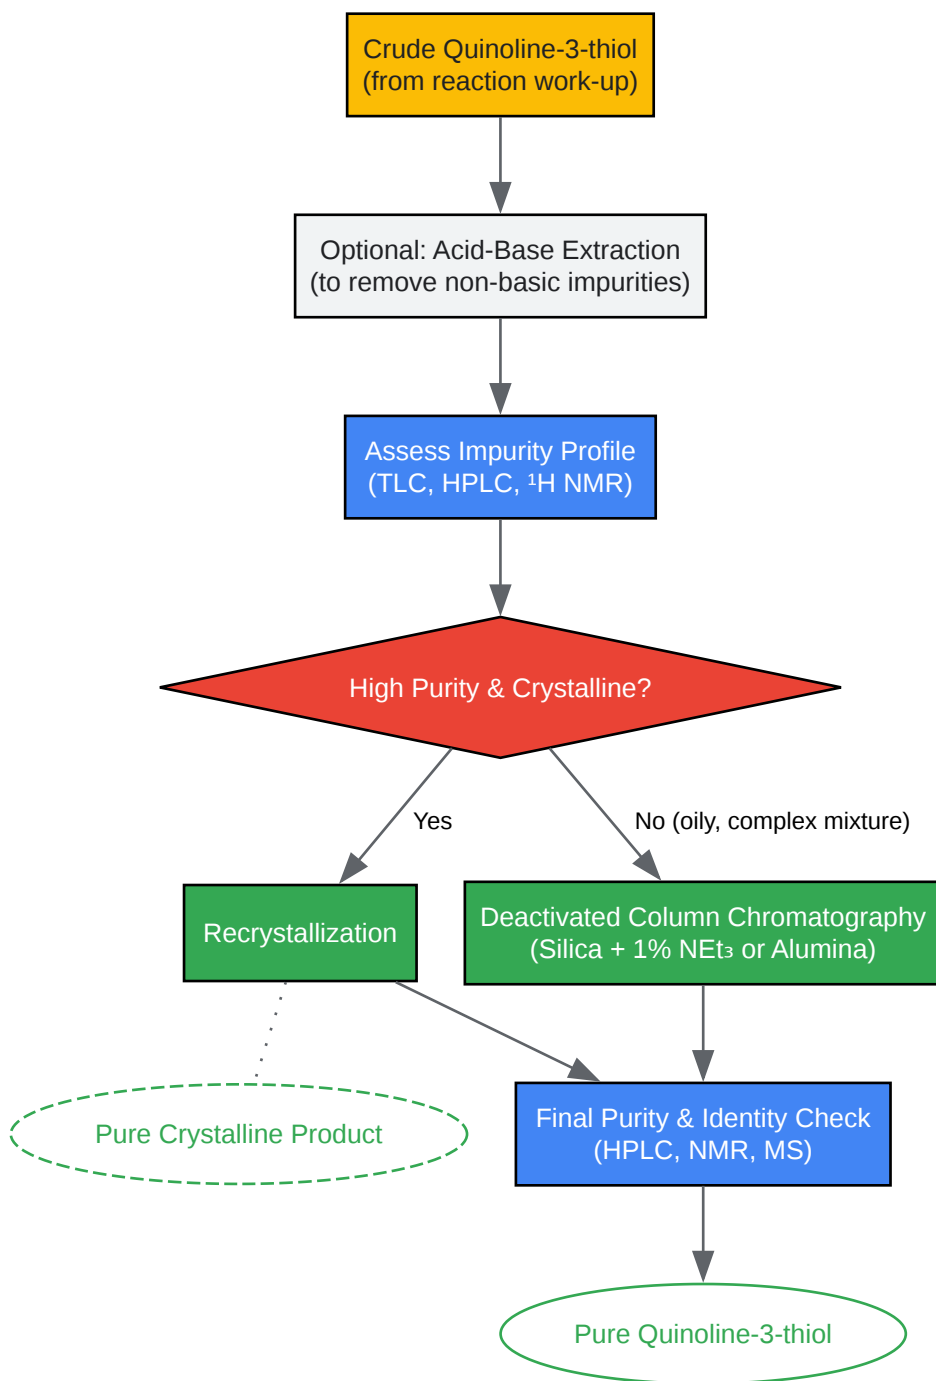 Crude Quinoline-3-thiol
(from reaction work-up)
Optional: Acid-Base Extraction
(to remove non-basic impurities)
Assess Impurity Profile
(TLC, HPLC, ¹H NMR)
High Purity & Crystalline?
Yes
No (oily, complex mixture)
Recrystallization
Deactivated Column Chromatography
(Silica + 1% NEt₃ or Alumina)
Pure Crystalline Product
Final Purity & Identity Check
(HPLC, NMR, MS)
Pure Quinoline-3-thiol